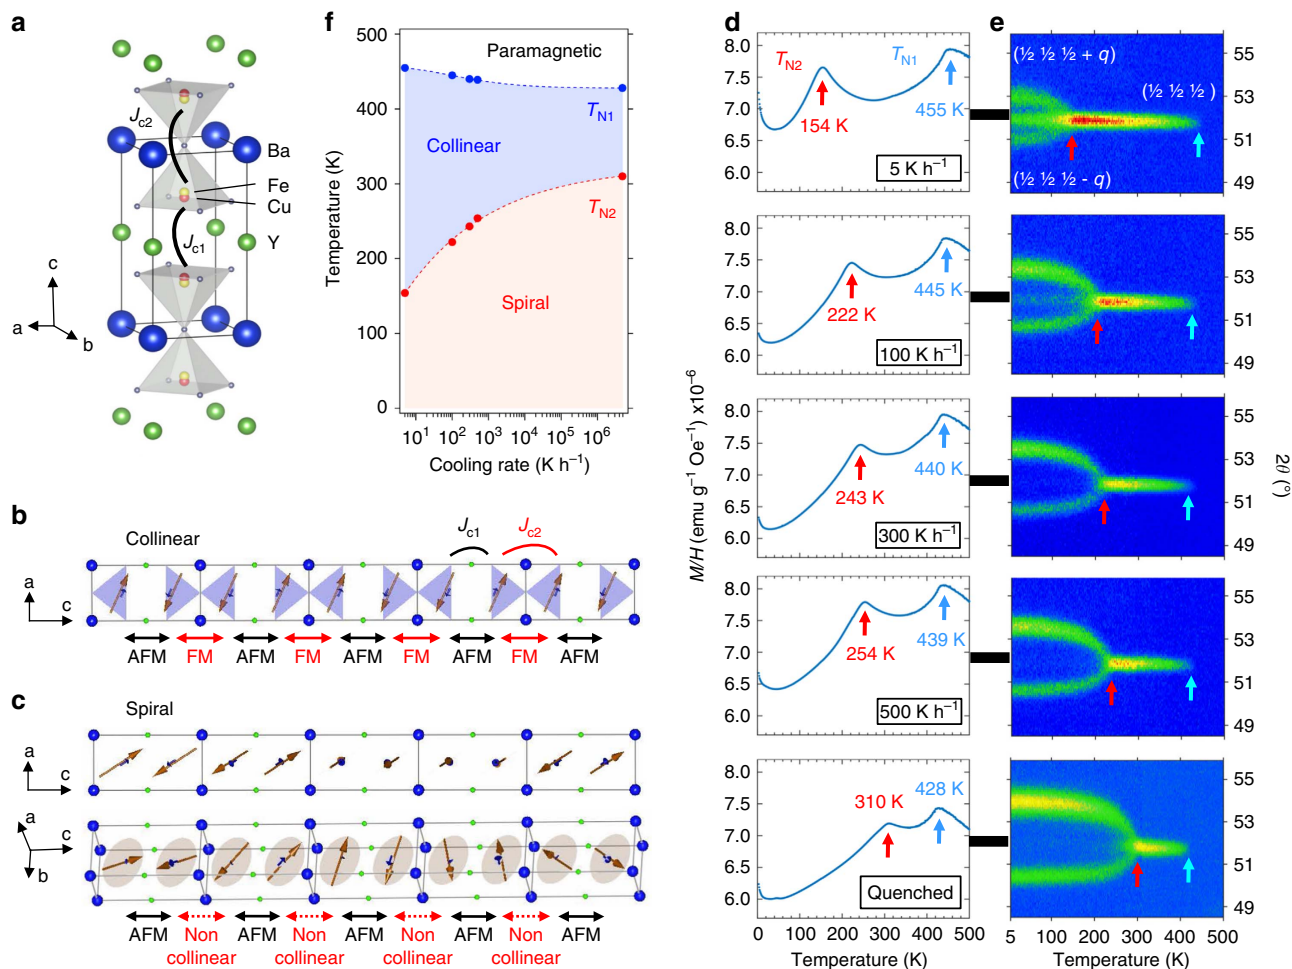 a
J_c2
Ba
Fe
Cu
J_c1
Y
c
a
b
f
500
400
300
200
100
0
Temperature (K)
Paramagnetic
T_N1
Collinear
T_N2
Spiral
10¹ 10² 10³ 10⁴ 10⁵ 10⁶
Cooling rate (K h⁻¹)
b
Collinear
J_c1 J_c2
a
c
AFM FM AFM FM AFM FM AFM FM AFM
c
Spiral
a
c
a
c
b
AFM Non AFM Non AFM Non AFM Non AFM
collinear collinear collinear collinear
d
M/H (emu g⁻¹ Oe⁻¹) x10⁻⁶
8.0
7.5
7.0
6.5
6.0
T_N2 T_N1
154 K 455 K
5 K h⁻¹
8.0
7.5
7.0
6.5
6.0
222 K 445 K
100 K h⁻¹
8.0
7.5
7.0
6.5
6.0
243 K 440 K
300 K h⁻¹
8.0
7.5
7.0
6.5
6.0
254 K 439 K
500 K h⁻¹
8.0
7.5
7.0
6.5
6.0
310 K 428 K
Quenched
0 100 200 300 400 500
Temperature (K)
e
(½ ½ ½ + q)
(½ ½ ½ )
(½ ½ ½ - q)
55
53
51
49
55
53
51
49
55
53
51
49
2θ (°)
55
53
51
49
55
53
51
49
5 100 200 300 400 500
Temperature (K)